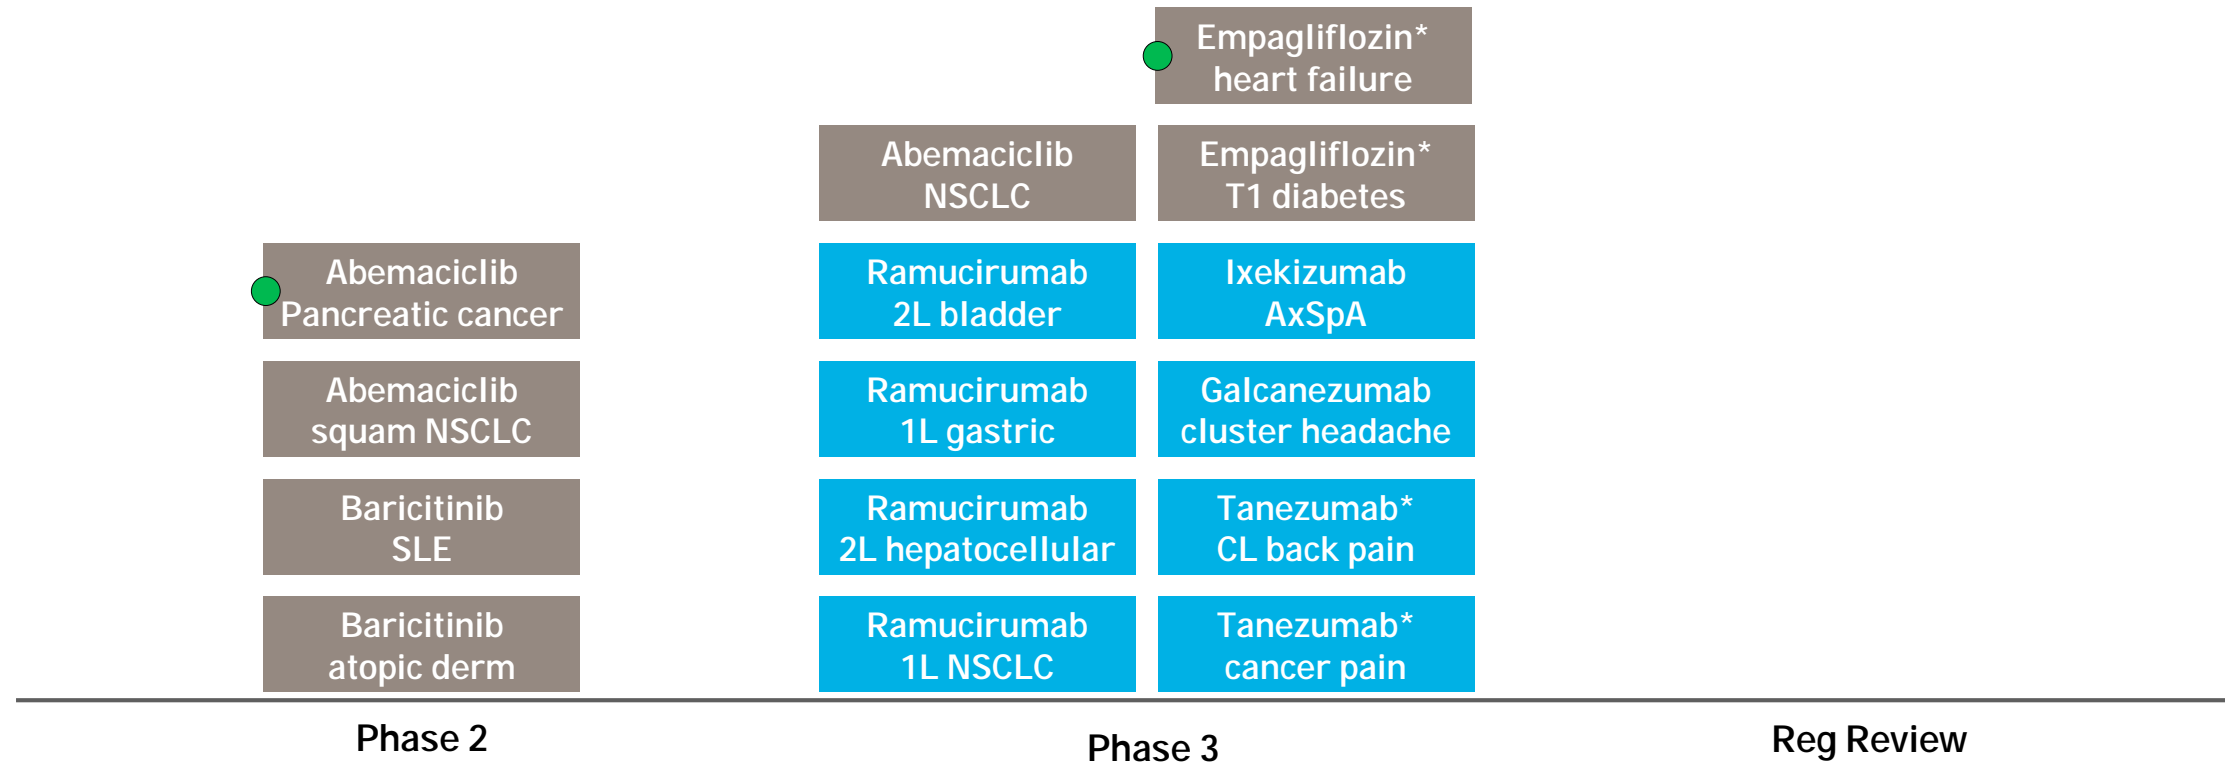 Empagliflozin*
heart failure
Abemaciclib
NSCLC
Empagliflozin*
T1 diabetes
Abemaciclib
Pancreatic cancer
Ramucirumab
2L bladder
Ixekizumab
AxSpA
Abemaciclib
squam NSCLC
Ramucirumab
1L gastric
Galcanezumab
cluster headache
Baricitinib
SLE
Ramucirumab
2L hepatocellular
Tanezumab*
CL back pain
Baricitinib
atopic derm
Ramucirumab
1L NSCLC
Tanezumab*
cancer pain
Phase 2
Phase 3
Reg Review